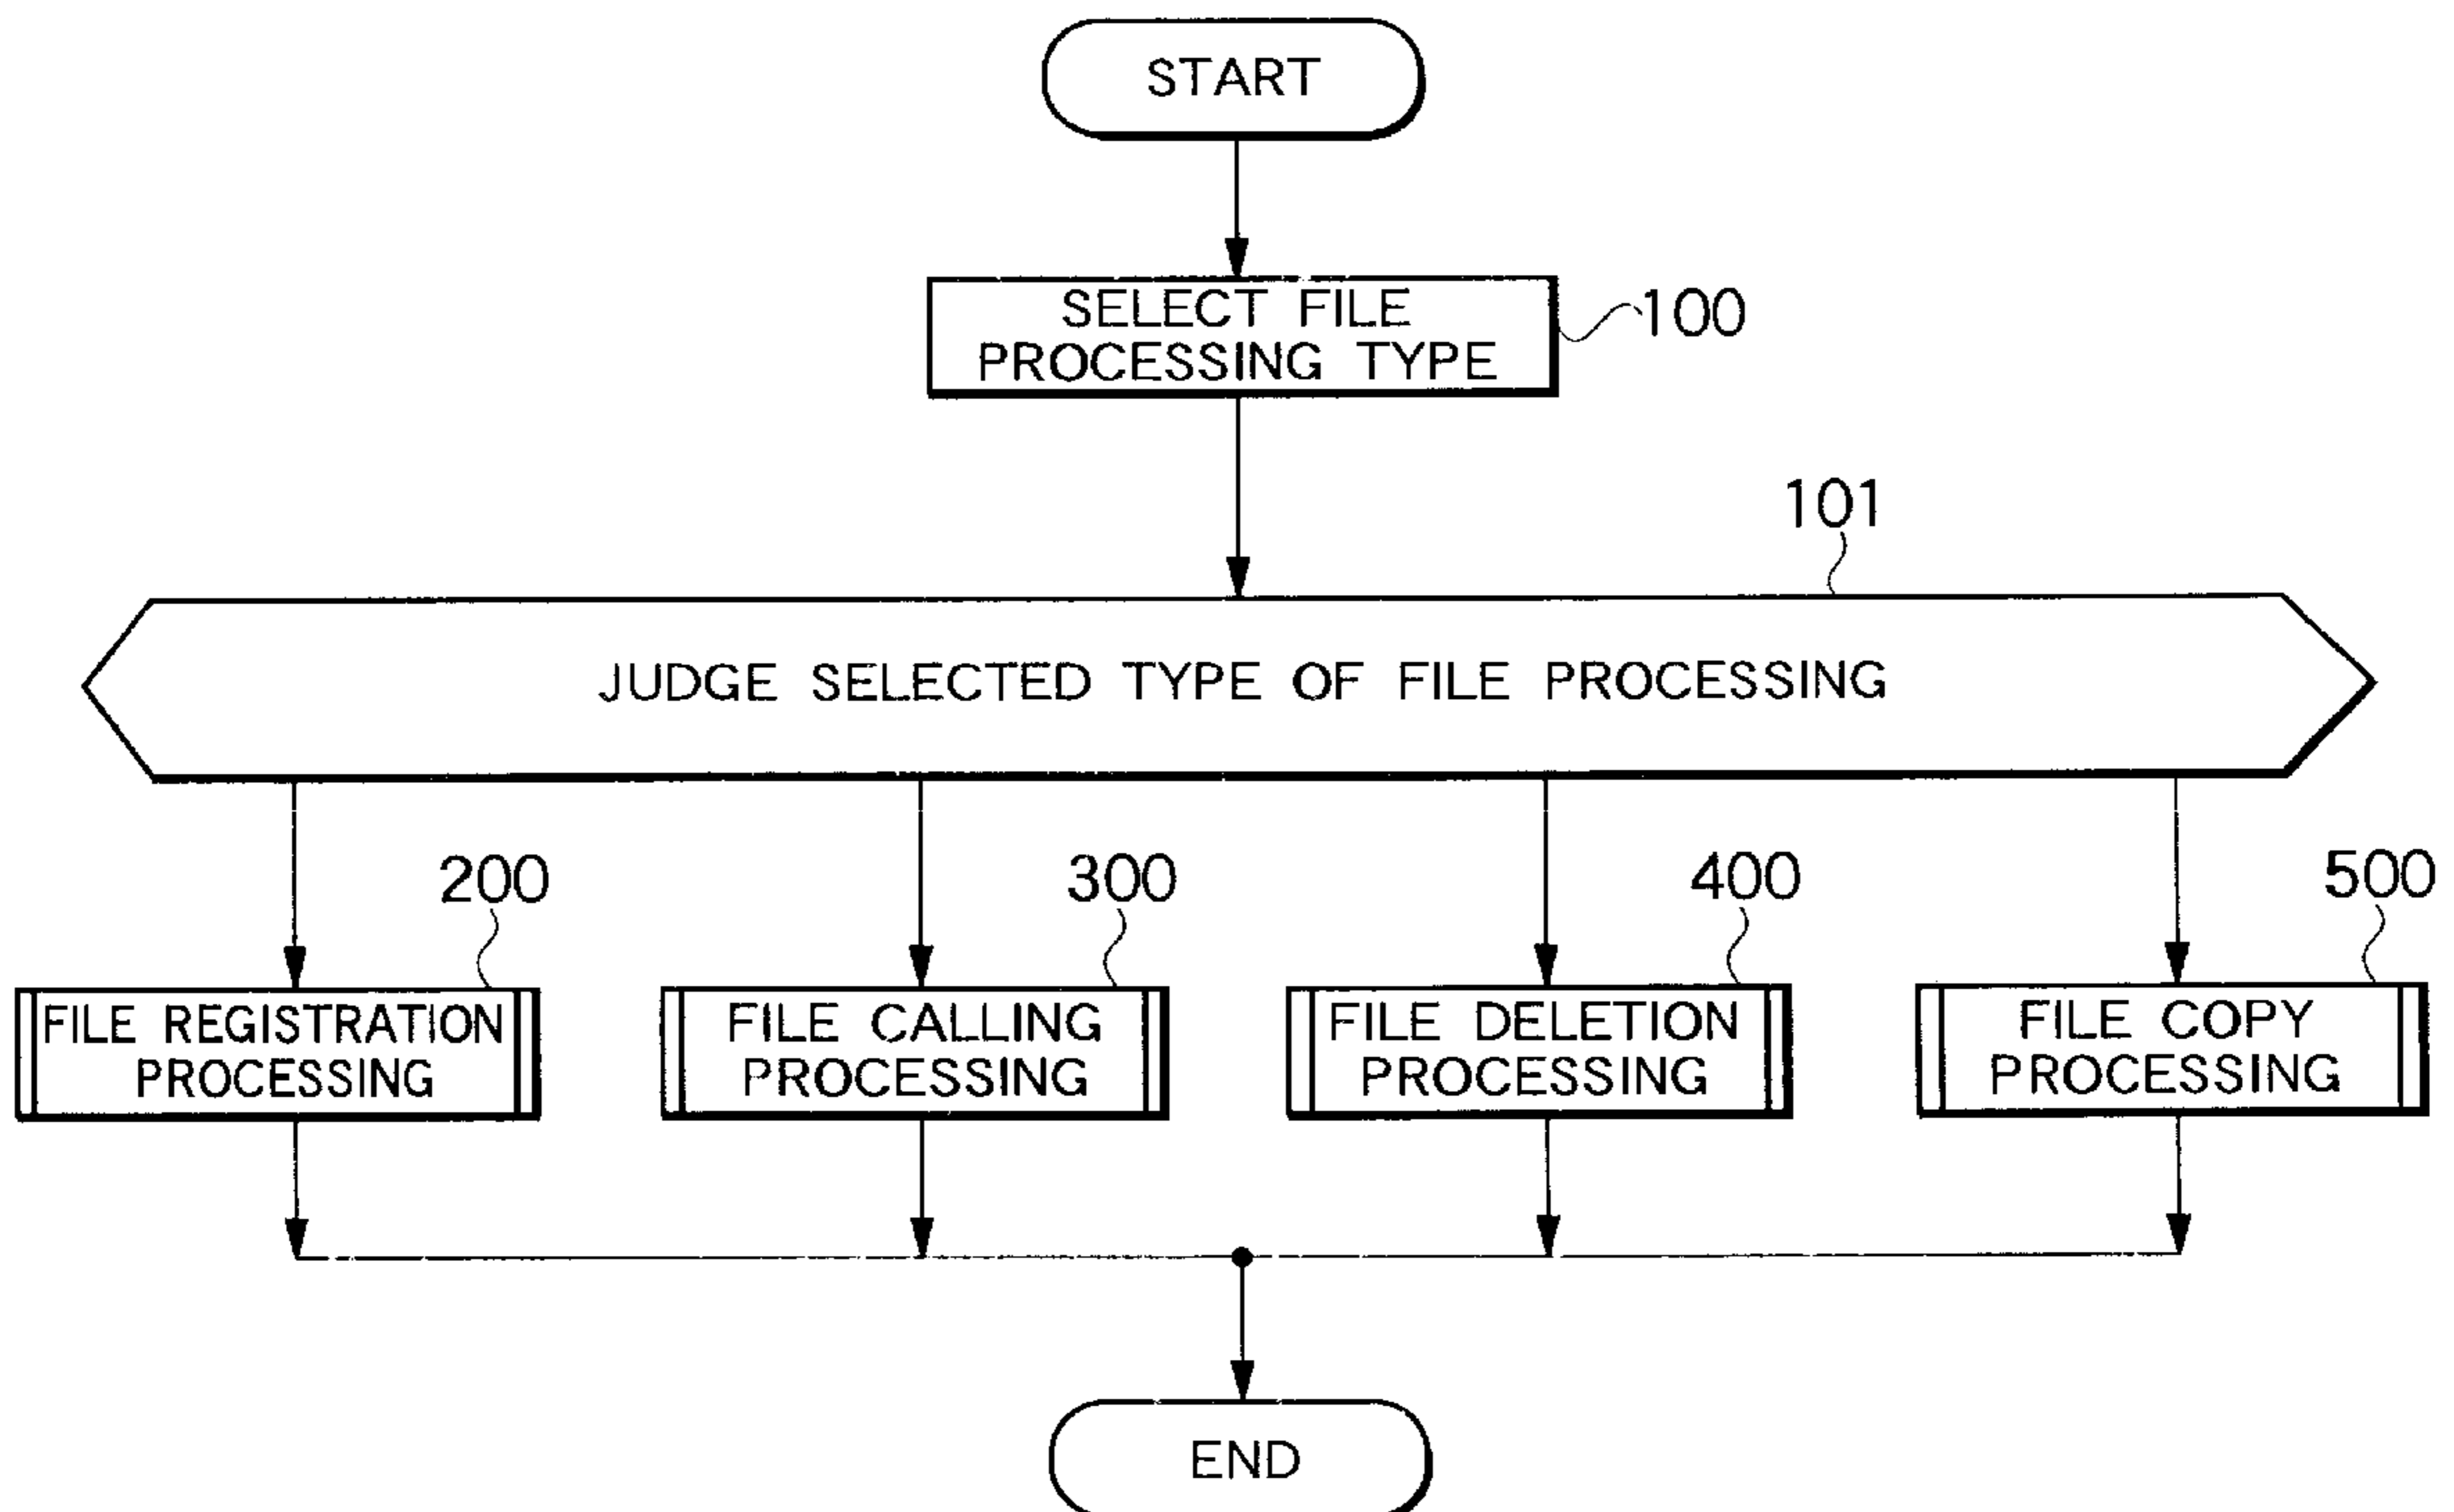 START
SELECT FILE
PROCESSING TYPE
100
101
JUDGE SELECTED TYPE OF FILE PROCESSING
200
300
400
500
FILE REGISTRATION
PROCESSING
FILE CALLING
PROCESSING
FILE DELETION
PROCESSING
FILE COPY
PROCESSING
END